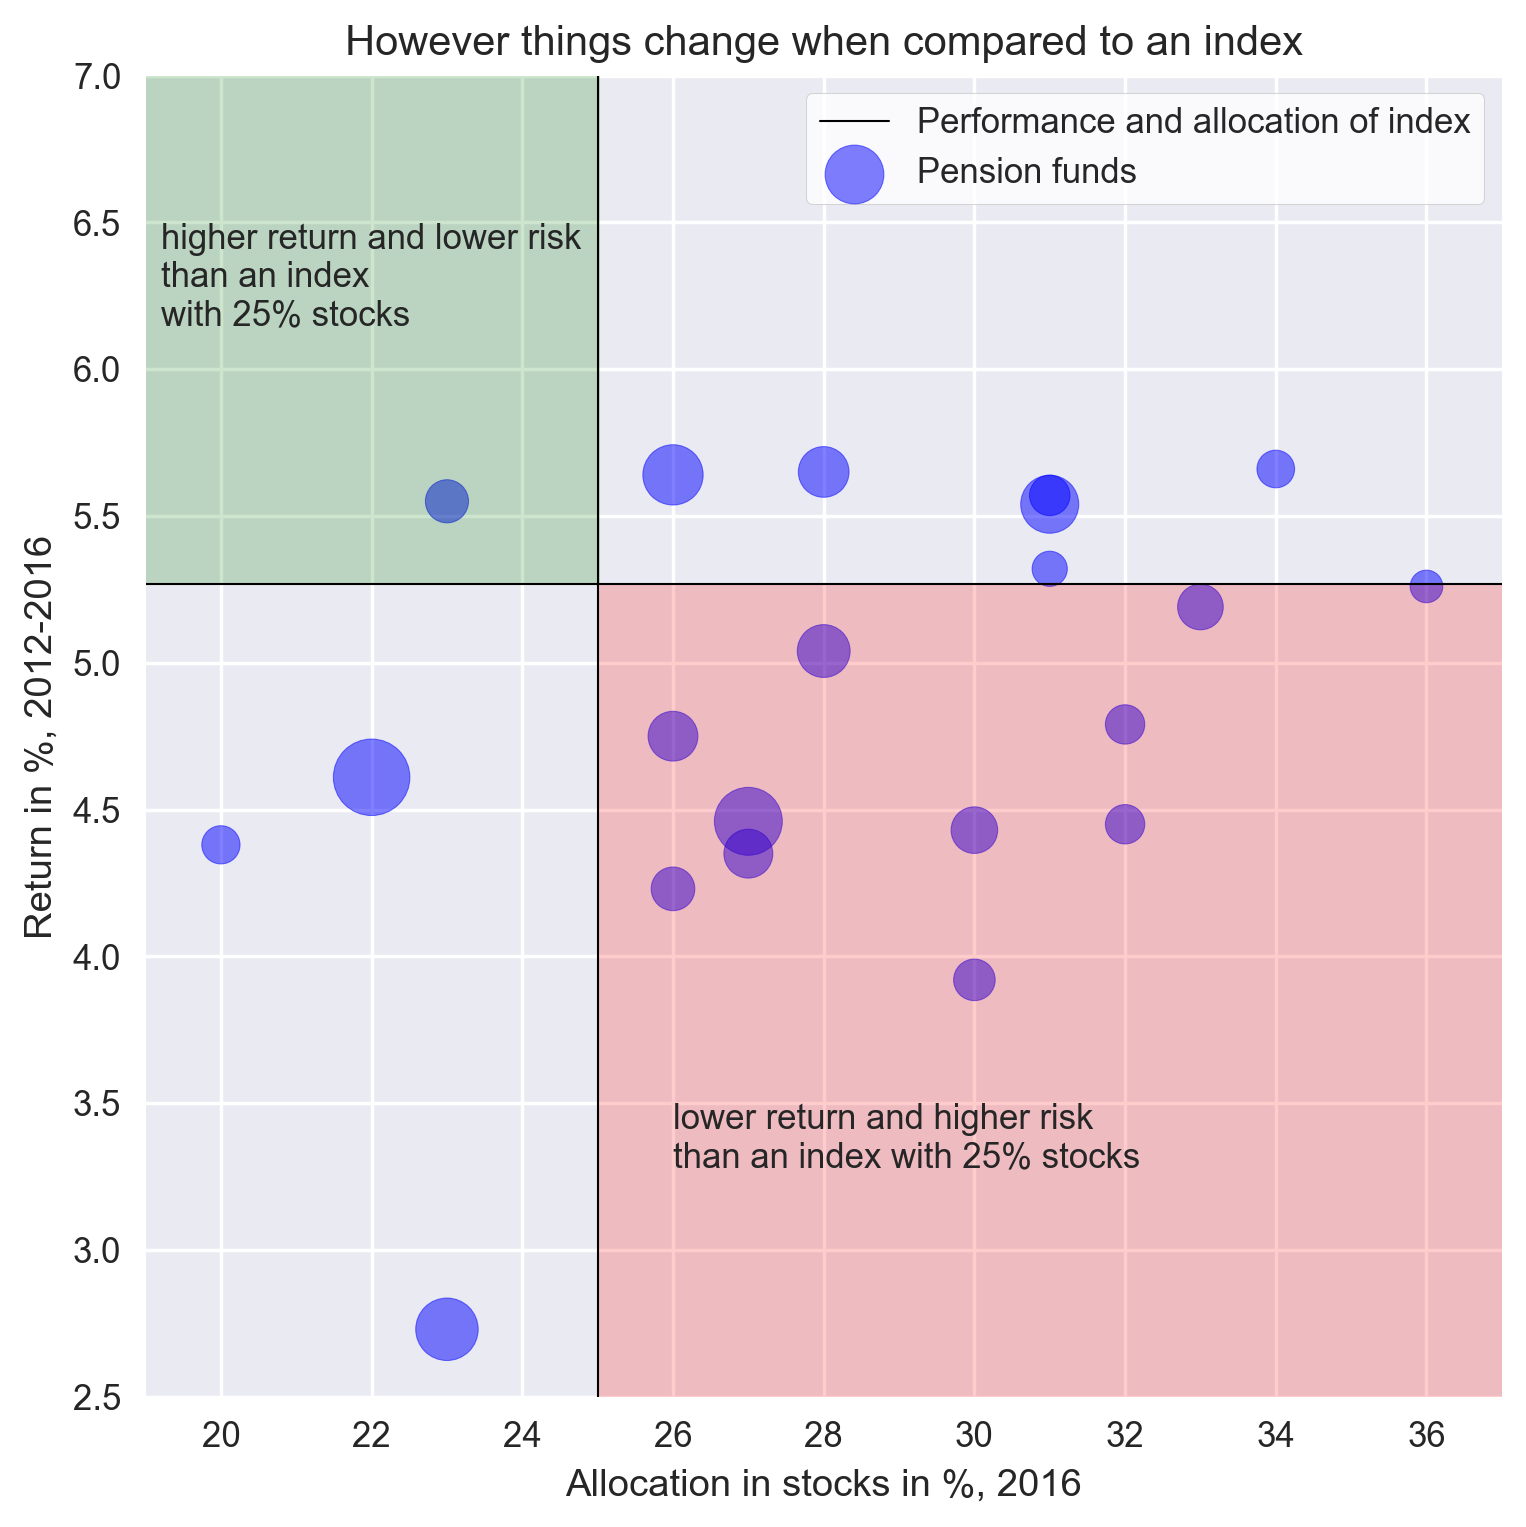 However things change when compared to an index
7.0
6.5
6.0
5.5
5.0
4.5
4.0
3.5
3.0
2.5
Return in %, 2012-2016
Performance and allocation of index
Pension funds
higher return and lower risk
than an index
with 25% stocks
lower return and higher risk
than an index with 25% stocks
20
22
24
26
28
30
32
34
36
Allocation in stocks in %, 2016